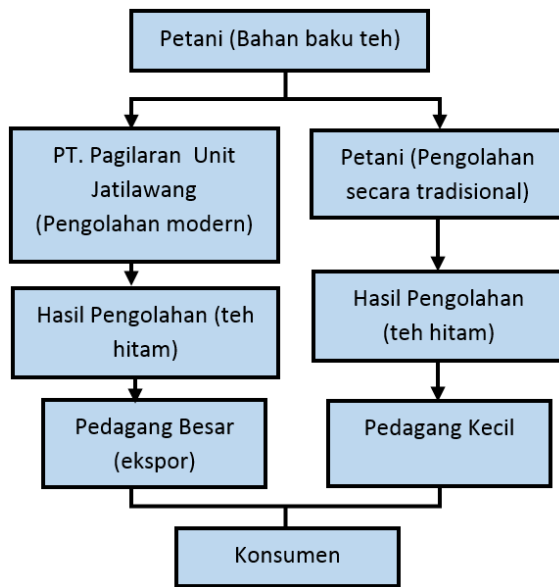 Petani (Bahan baku teh)
PT. Pagilaran Unit
Jatilawang
(Pengolahan modern)
Petani (Pengolahan
secara tradisional)
Hasil Pengolahan (teh
hitam)
Hasil Pengolahan
(teh hitam)
Pedagang Besar
(ekspor)
Pedagang Kecil
Konsumen